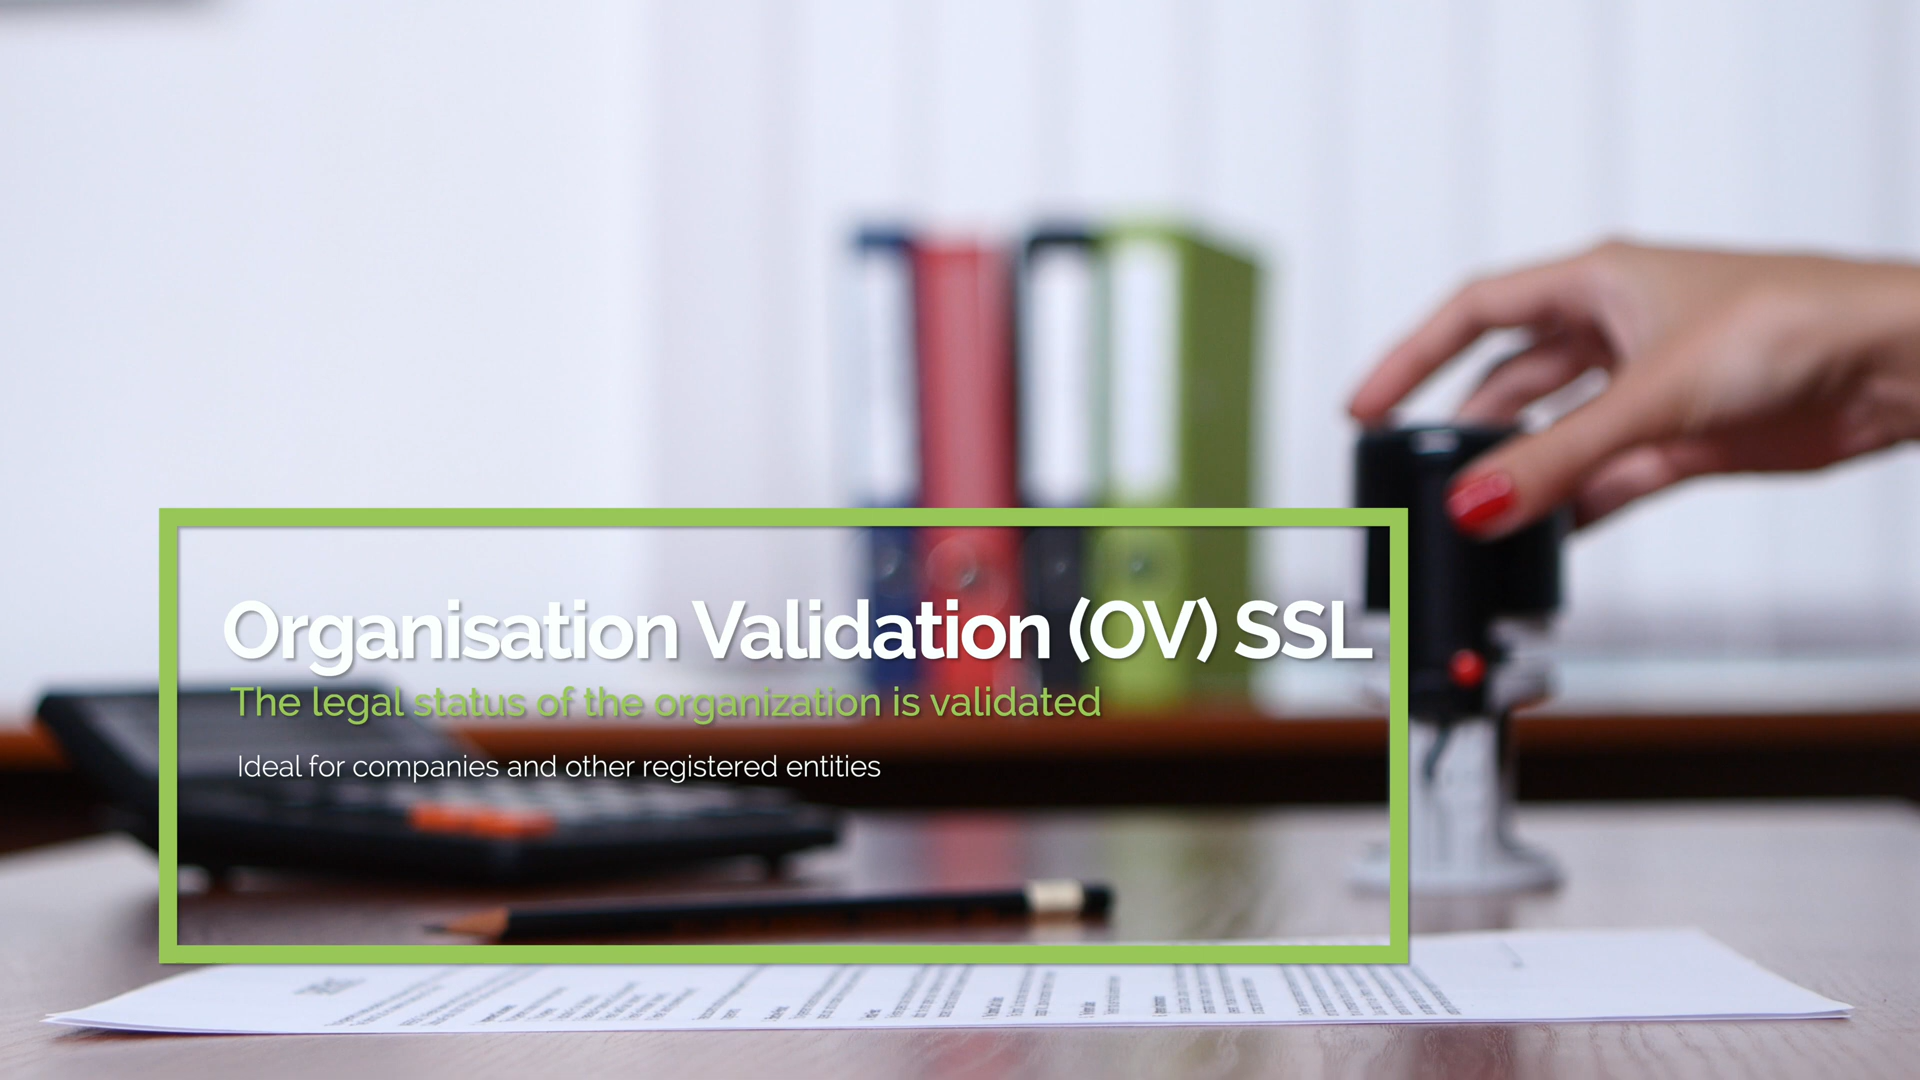 Organisation Validation (OV) SSL
The legal status of the organization is validated
Ideal for companies and other registered entities